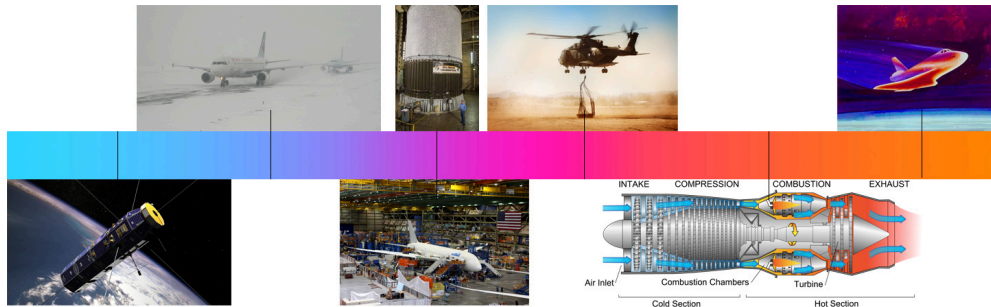 INTAKE COMPRESSION COMBUSTION EXHAUST
Air Inlet Combustion Chambers Turbine
Cold Section Hot Section